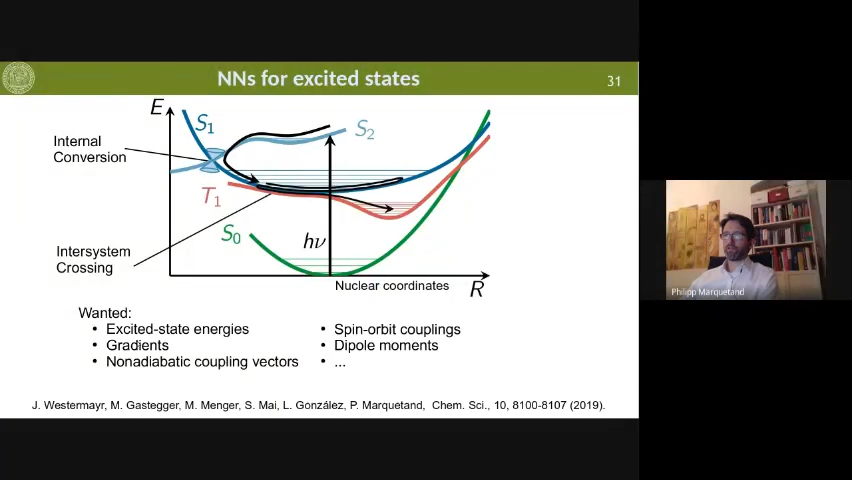 NNs for excited states
31
E
S1
S2
Internal
Conversion
T1
S0
hν
Intersystem
Crossing
Nuclear coordinates
R
Wanted:
• Excited-state energies
• Gradients
• Nonadiabatic coupling vectors
• Spin-orbit couplings
• Dipole moments
• ...
J. Westermayr, M. Gastegger, M. Menger, S. Mai, L. González, P. Marquetand, Chem. Sci., 10, 8100-8107 (2019).
Philipp Marquetand